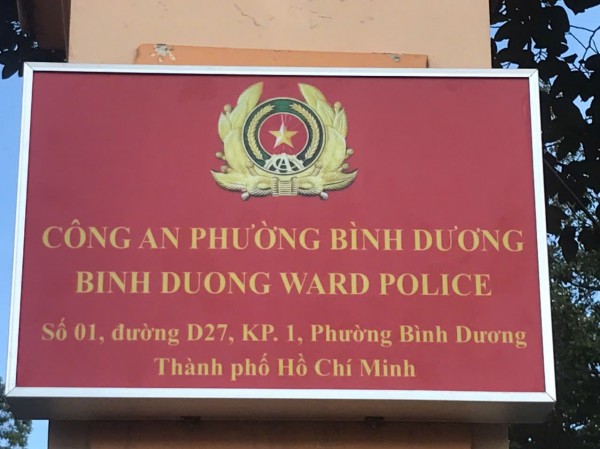 CÔNG AN PHƯỜNG BÌNH DƯƠNG
BINH DUONG WARD POLICE
Số 01, đường D27, KP. 1, Phường Bình Dương
Thành phố Hồ Chí Minh